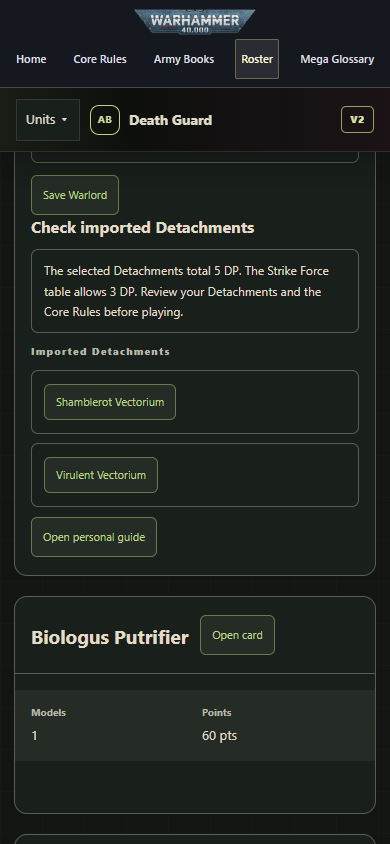 WARHAMMER
40,000
Home
Core Rules
Army Books
Roster
Mega Glossary
Units
AB
Death Guard
V2
Save Warlord
Check imported Detachments
The selected Detachments total 5 DP. The Strike Force
table allows 3 DP. Review your Detachments and the
Core Rules before playing.
Imported Detachments
Shamblerot Vectorium
Virulent Vectorium
Open personal guide
Biologus Putrifier
Open card
Models
Points
1
60 pts